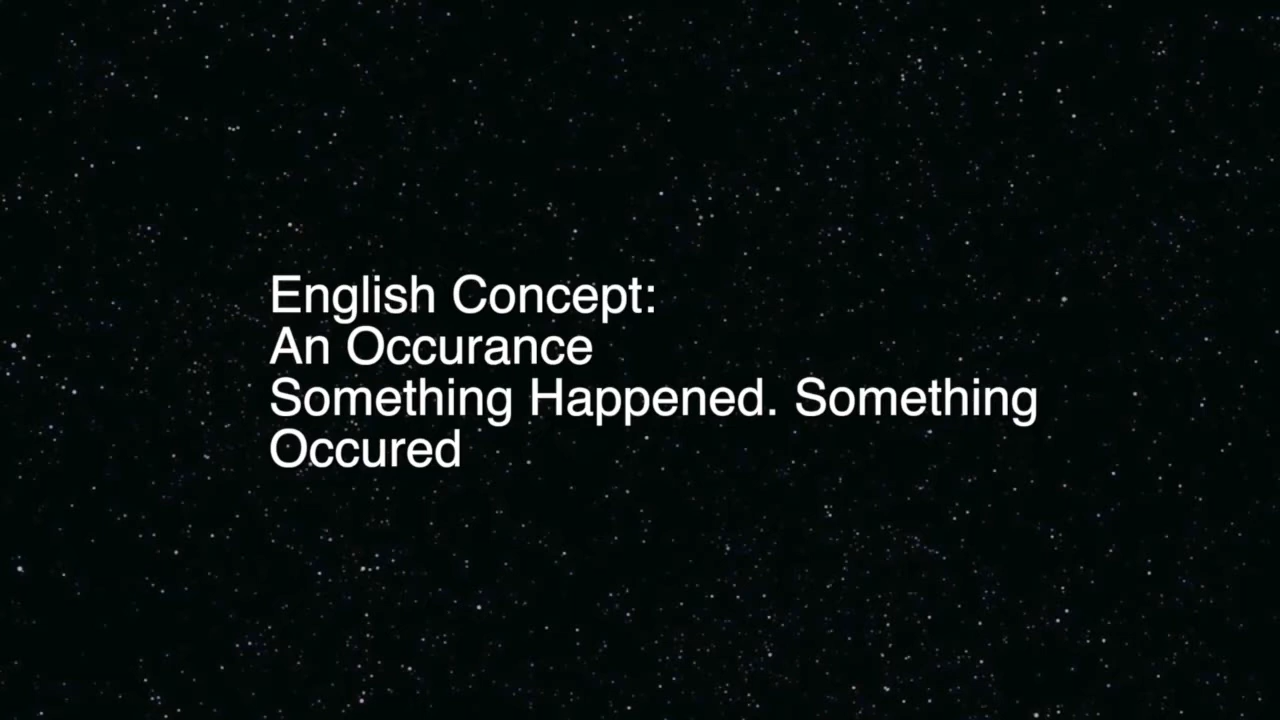 English Concept:
An Occurance
Something Happened. Something
Occured